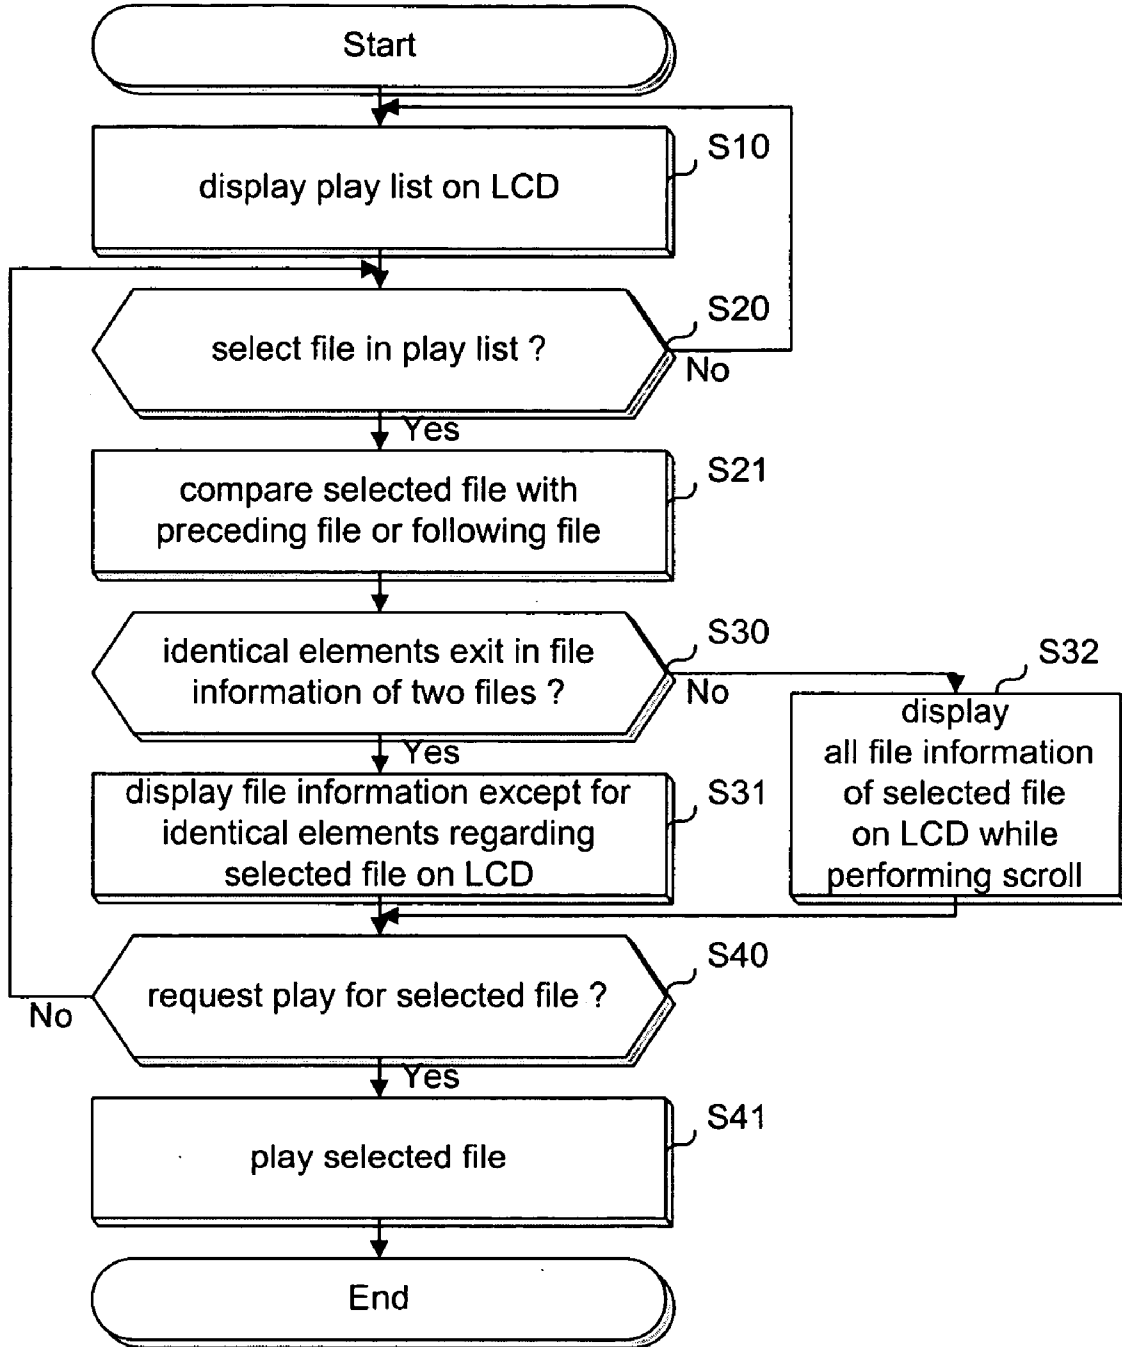 Start
S10
display play list on LCD
S20
select file in play list ?
No
Yes
S21
compare selected file with
preceding file or following file
S30
identical elements exit in file
information of two files ?
No
Yes
S32
display
all file information
of selected file
on LCD while
performing scroll
S31
display file information except for
identical elements regarding
selected file on LCD
S40
request play for selected file ?
No
Yes
S41
play selected file
End